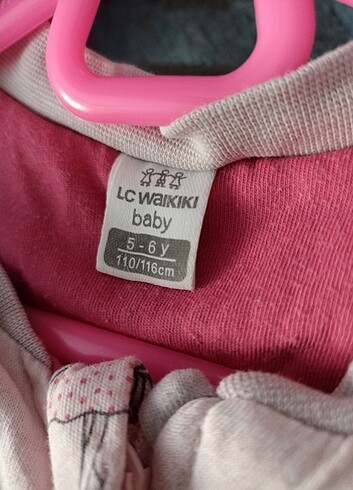 LC WAIKIKI
baby
5 - 6 y
110/116cm